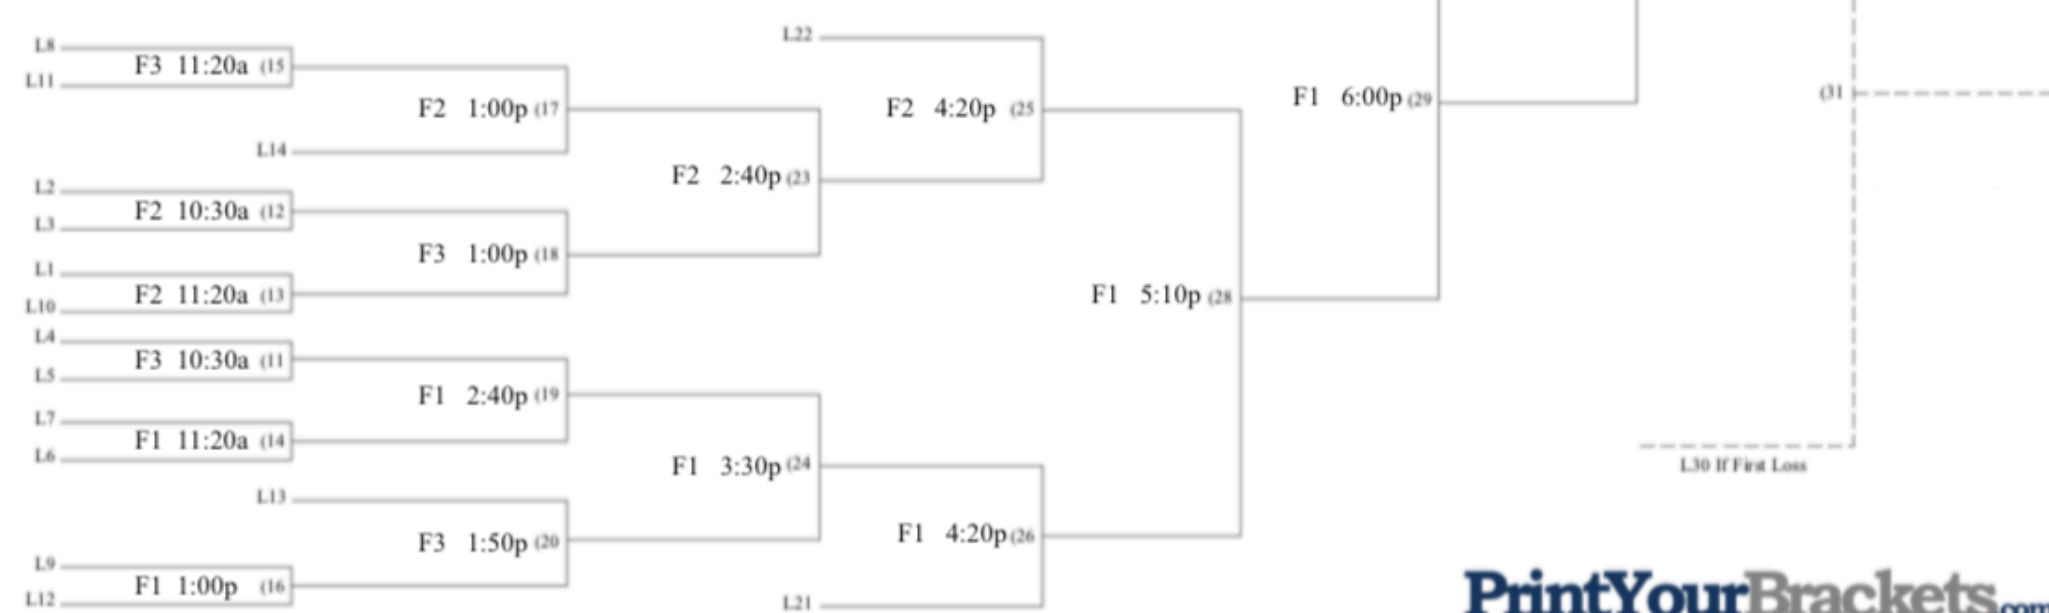 L8
F3 11:20a (15
L11
F2 1:00p (17
L14
L2
F2 10:30a (12
L3
F3 1:00p (18
L1
F2 11:20a (13
L10
L4
F3 10:30a (11
L5
F1 2:40p (19
L7
F1 11:20a (14
L6
L13
F3 1:50p (20
L9
F1 1:00p (16
L12
F2 2:40p (23
F1 3:30p (24
L22
F2 4:20p (25
F1 4:20p (26
L21
F1 5:10p (28
F1 6:00p (29
(31
L30 If First Loss
PrintYourBrackets.com